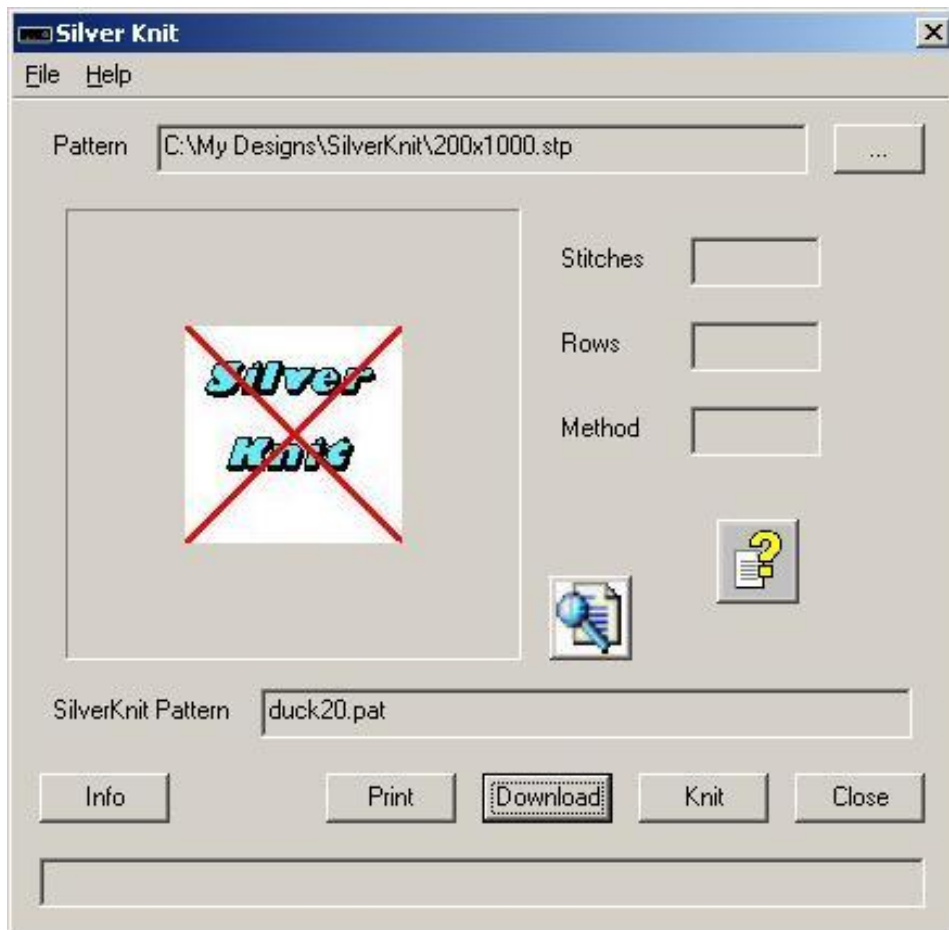 Silver Knit
File Help
Pattern C:\My Designs\SilverKnit\200x1000.stp ...
Stitches
Rows
Method
Silver
Knit
SilverKnit Pattern duck20.pat
Info Print Download Knit Close